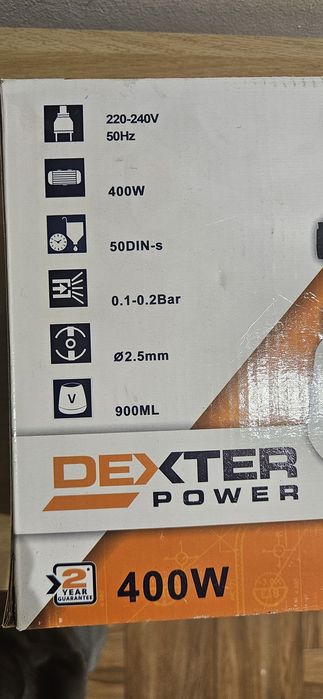 220-240V
50Hz
400W
50DIN-s
0.1-0.2Bar
Ø2.5mm
V
900ML
DEXTER
POWER
2
YEAR
GUARANTEE
400W